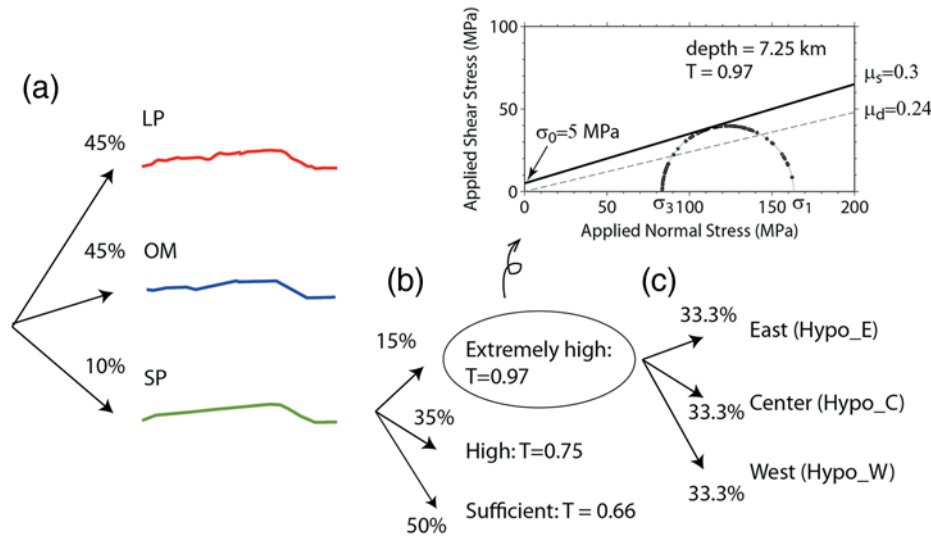 (a)
LP
45%
45%
OM
10%
SP
(b)
15%
Extremely high:
T=0.97
35%
High: T=0.75
50%
Sufficient: T = 0.66
(c)
33.3%
East (Hypo_E)
33.3%
Center (Hypo_C)
33.3%
West (Hypo_W)
Applied Shear Stress (MPa)
100
50
0
depth = 7.25 km
T = 0.97
μs=0.3
μd=0.24
σ0=5 MPa
0 50 σ3 100 150 σ1 200
Applied Normal Stress (MPa)